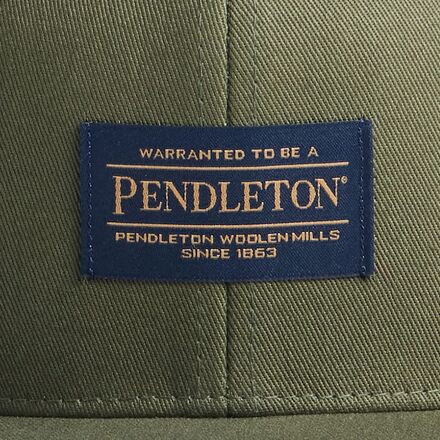 WARRANTED TO BE A
PENDLETON®
PENDLETON WOOLEN MILLS
SINCE 1863